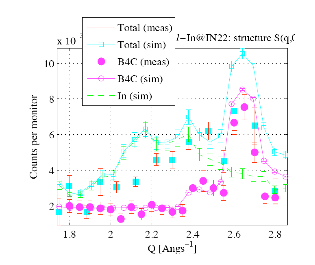 l−In@IN22: structure S(q,f
Total (meas)
Total (sim)
B4C (meas)
B4C (sim)
In (sim)
x 10
10
8
6
4
2
Counts per monitor
1.8
2
2.2
2.4
2.6
2.8
Q [Angs⁻¹]